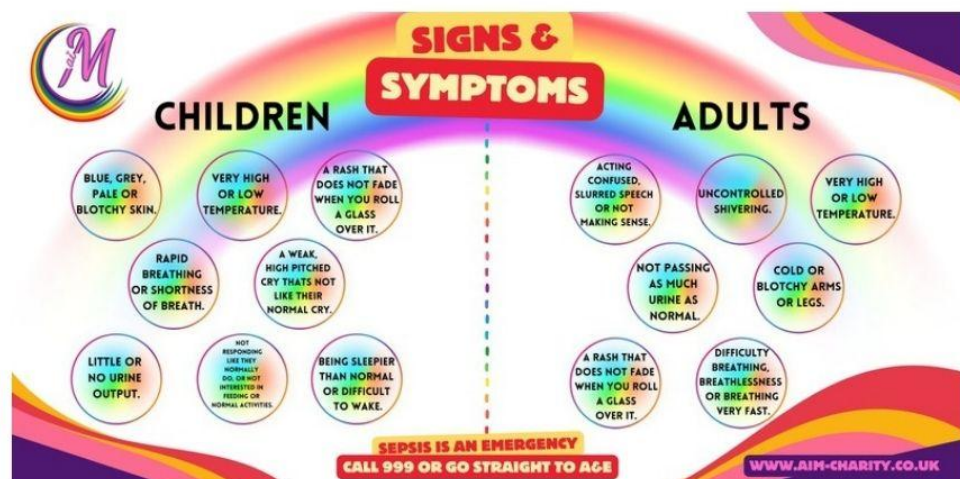 SIGNS &
SYMPTOMS
aiM
CHILDREN
BLUE, GREY,
PALE OR
BLOTCHY SKIN.
VERY HIGH
OR LOW
TEMPERATURE.
A RASH THAT
DOES NOT FADE
WHEN YOU ROLL
A GLASS
OVER IT.
RAPID
BREATHING
OR SHORTNESS
OF BREATH.
A WEAK,
HIGH PITCHED
CRY THATS NOT
LIKE THEIR
NORMAL CRY.
LITTLE OR
NO URINE
OUTPUT.
NOT
RESPONDING
LIKE THEY
NORMALLY
DO, OR NOT
INTERESTED IN
FEEDING OR
NORMAL ACTIVITIES.
BEING SLEEPIER
THAN NORMAL
OR DIFFICULT
TO WAKE.
ADULTS
ACTING
CONFUSED,
SLURRED SPEECH
OR NOT
MAKING SENSE.
UNCONTROLLED
SHIVERING.
VERY HIGH
OR LOW
TEMPERATURE.
NOT PASSING
AS MUCH
URINE AS
NORMAL.
COLD OR
BLOTCHY ARMS
OR LEGS.
A RASH THAT
DOES NOT FADE
WHEN YOU ROLL
A GLASS
OVER IT.
DIFFICULTY
BREATHING,
BREATHLESSNESS
OR BREATHING
VERY FAST.
SEPSIS IS AN EMERGENCY
CALL 999 OR GO STRAIGHT TO A&E
WWW.AIM-CHARITY.CO.UK